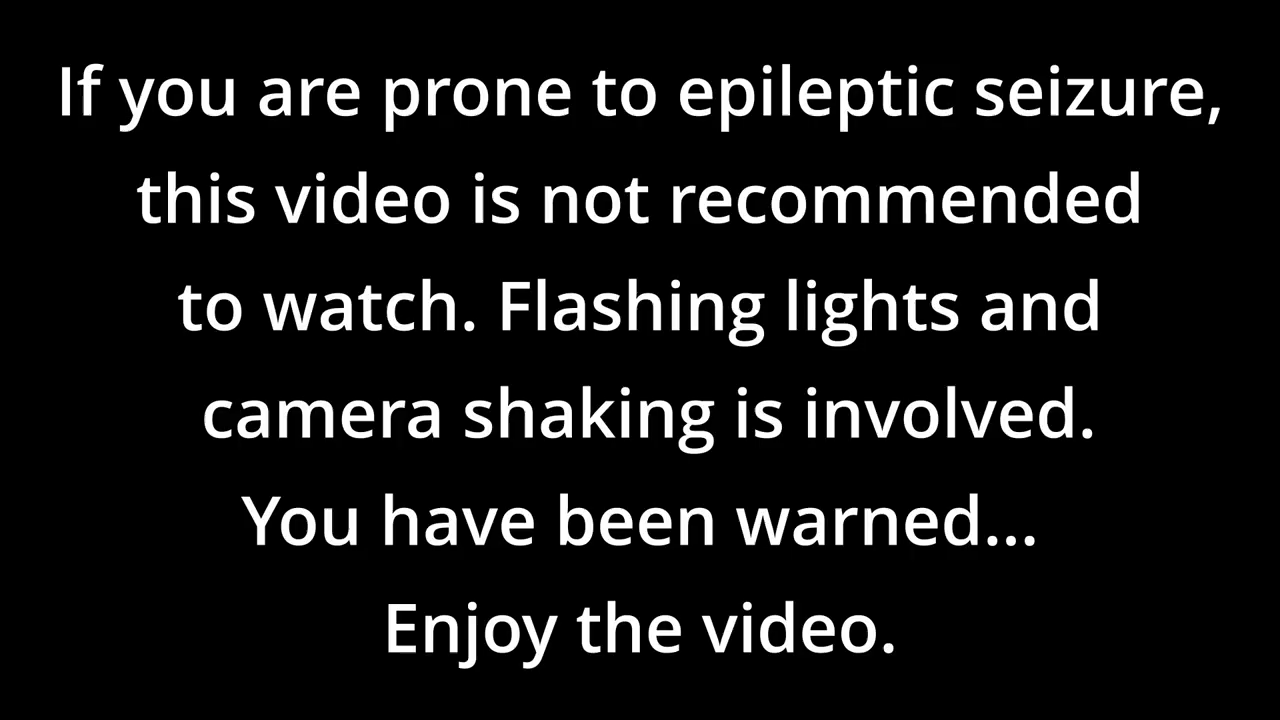 If you are prone to epileptic seizure,
this video is not recommended
to watch. Flashing lights and
camera shaking is involved.
You have been warned...
Enjoy the video.